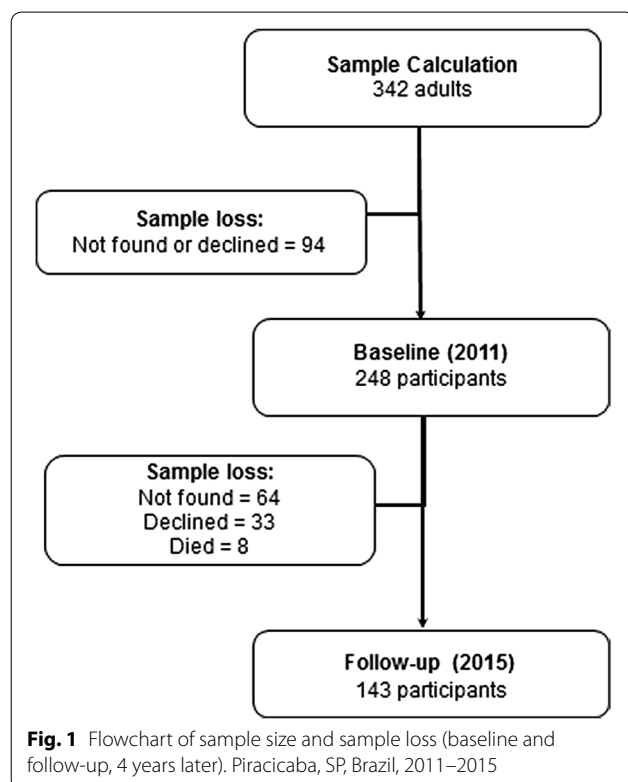 Sample Calculation
342 adults
Sample loss:
Not found or declined = 94
Baseline (2011)
248 participants
Sample loss:
Not found = 64
Declined = 33
Died = 8
Follow-up (2015)
143 participants
Fig. 1 Flowchart of sample size and sample loss (baseline and
follow-up, 4 years later). Piracicaba, SP, Brazil, 2011–2015